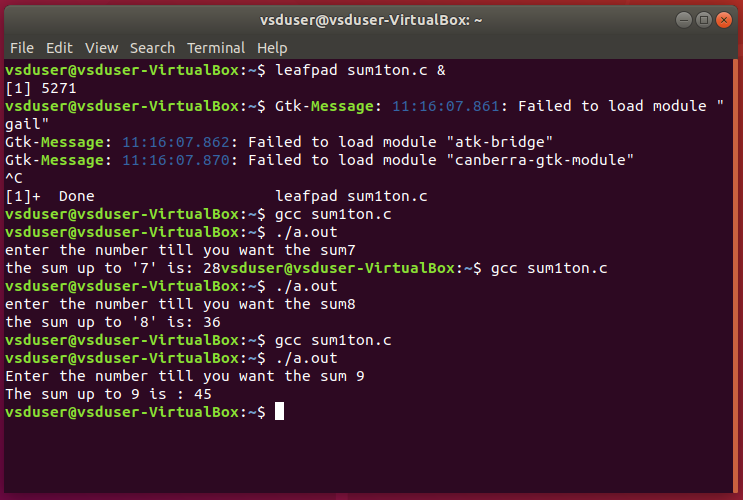 vsduser@vsduser-VirtualBox: ~
File Edit View Search Terminal Help
vsduser@vsduser-VirtualBox:~$ leafpad sum1ton.c &
[1] 5271
vsduser@vsduser-VirtualBox:~$ Gtk-Message: 11:16:07.861: Failed to load module "
gail"
Gtk-Message: 11:16:07.862: Failed to load module "atk-bridge"
Gtk-Message: 11:16:07.870: Failed to load module "canberra-gtk-module"
^C
[1]+  Done                    leafpad sum1ton.c
vsduser@vsduser-VirtualBox:~$ gcc sum1ton.c
vsduser@vsduser-VirtualBox:~$ ./a.out
enter the number till you want the sum7
the sum up to '7' is: 28vsduser@vsduser-VirtualBox:~$ gcc sum1ton.c
vsduser@vsduser-VirtualBox:~$ ./a.out
enter the number till you want the sum8
the sum up to '8' is: 36
vsduser@vsduser-VirtualBox:~$ gcc sum1ton.c
vsduser@vsduser-VirtualBox:~$ ./a.out
Enter the number till you want the sum 9
The sum up to 9 is : 45
vsduser@vsduser-VirtualBox:~$